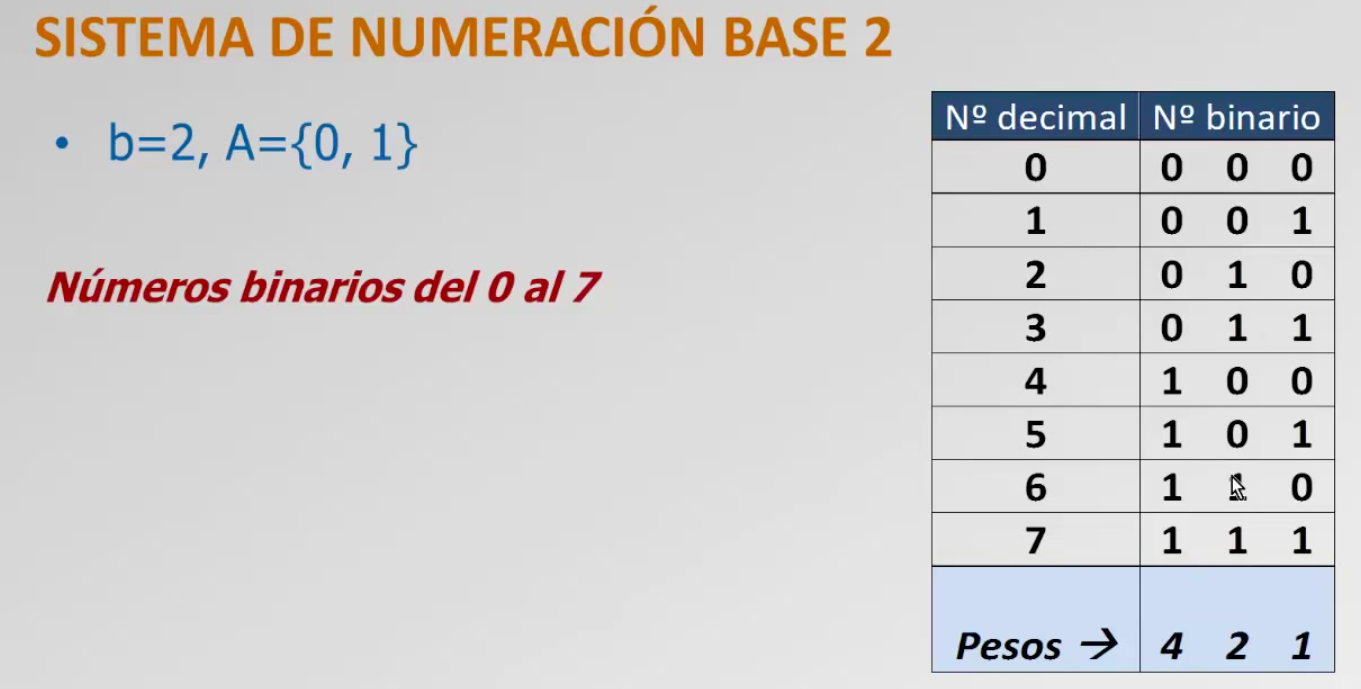 SISTEMA DE NUMERACIÓN BASE 2
• b=2, A={0, 1}
Números binarios del 0 al 7
Nº decimal Nº binario
0 0 0 0
1 0 0 1
2 0 1 0
3 0 1 1
4 1 0 0
5 1 0 1
6 1 1 0
7 1 1 1
Pesos → 4 2 1